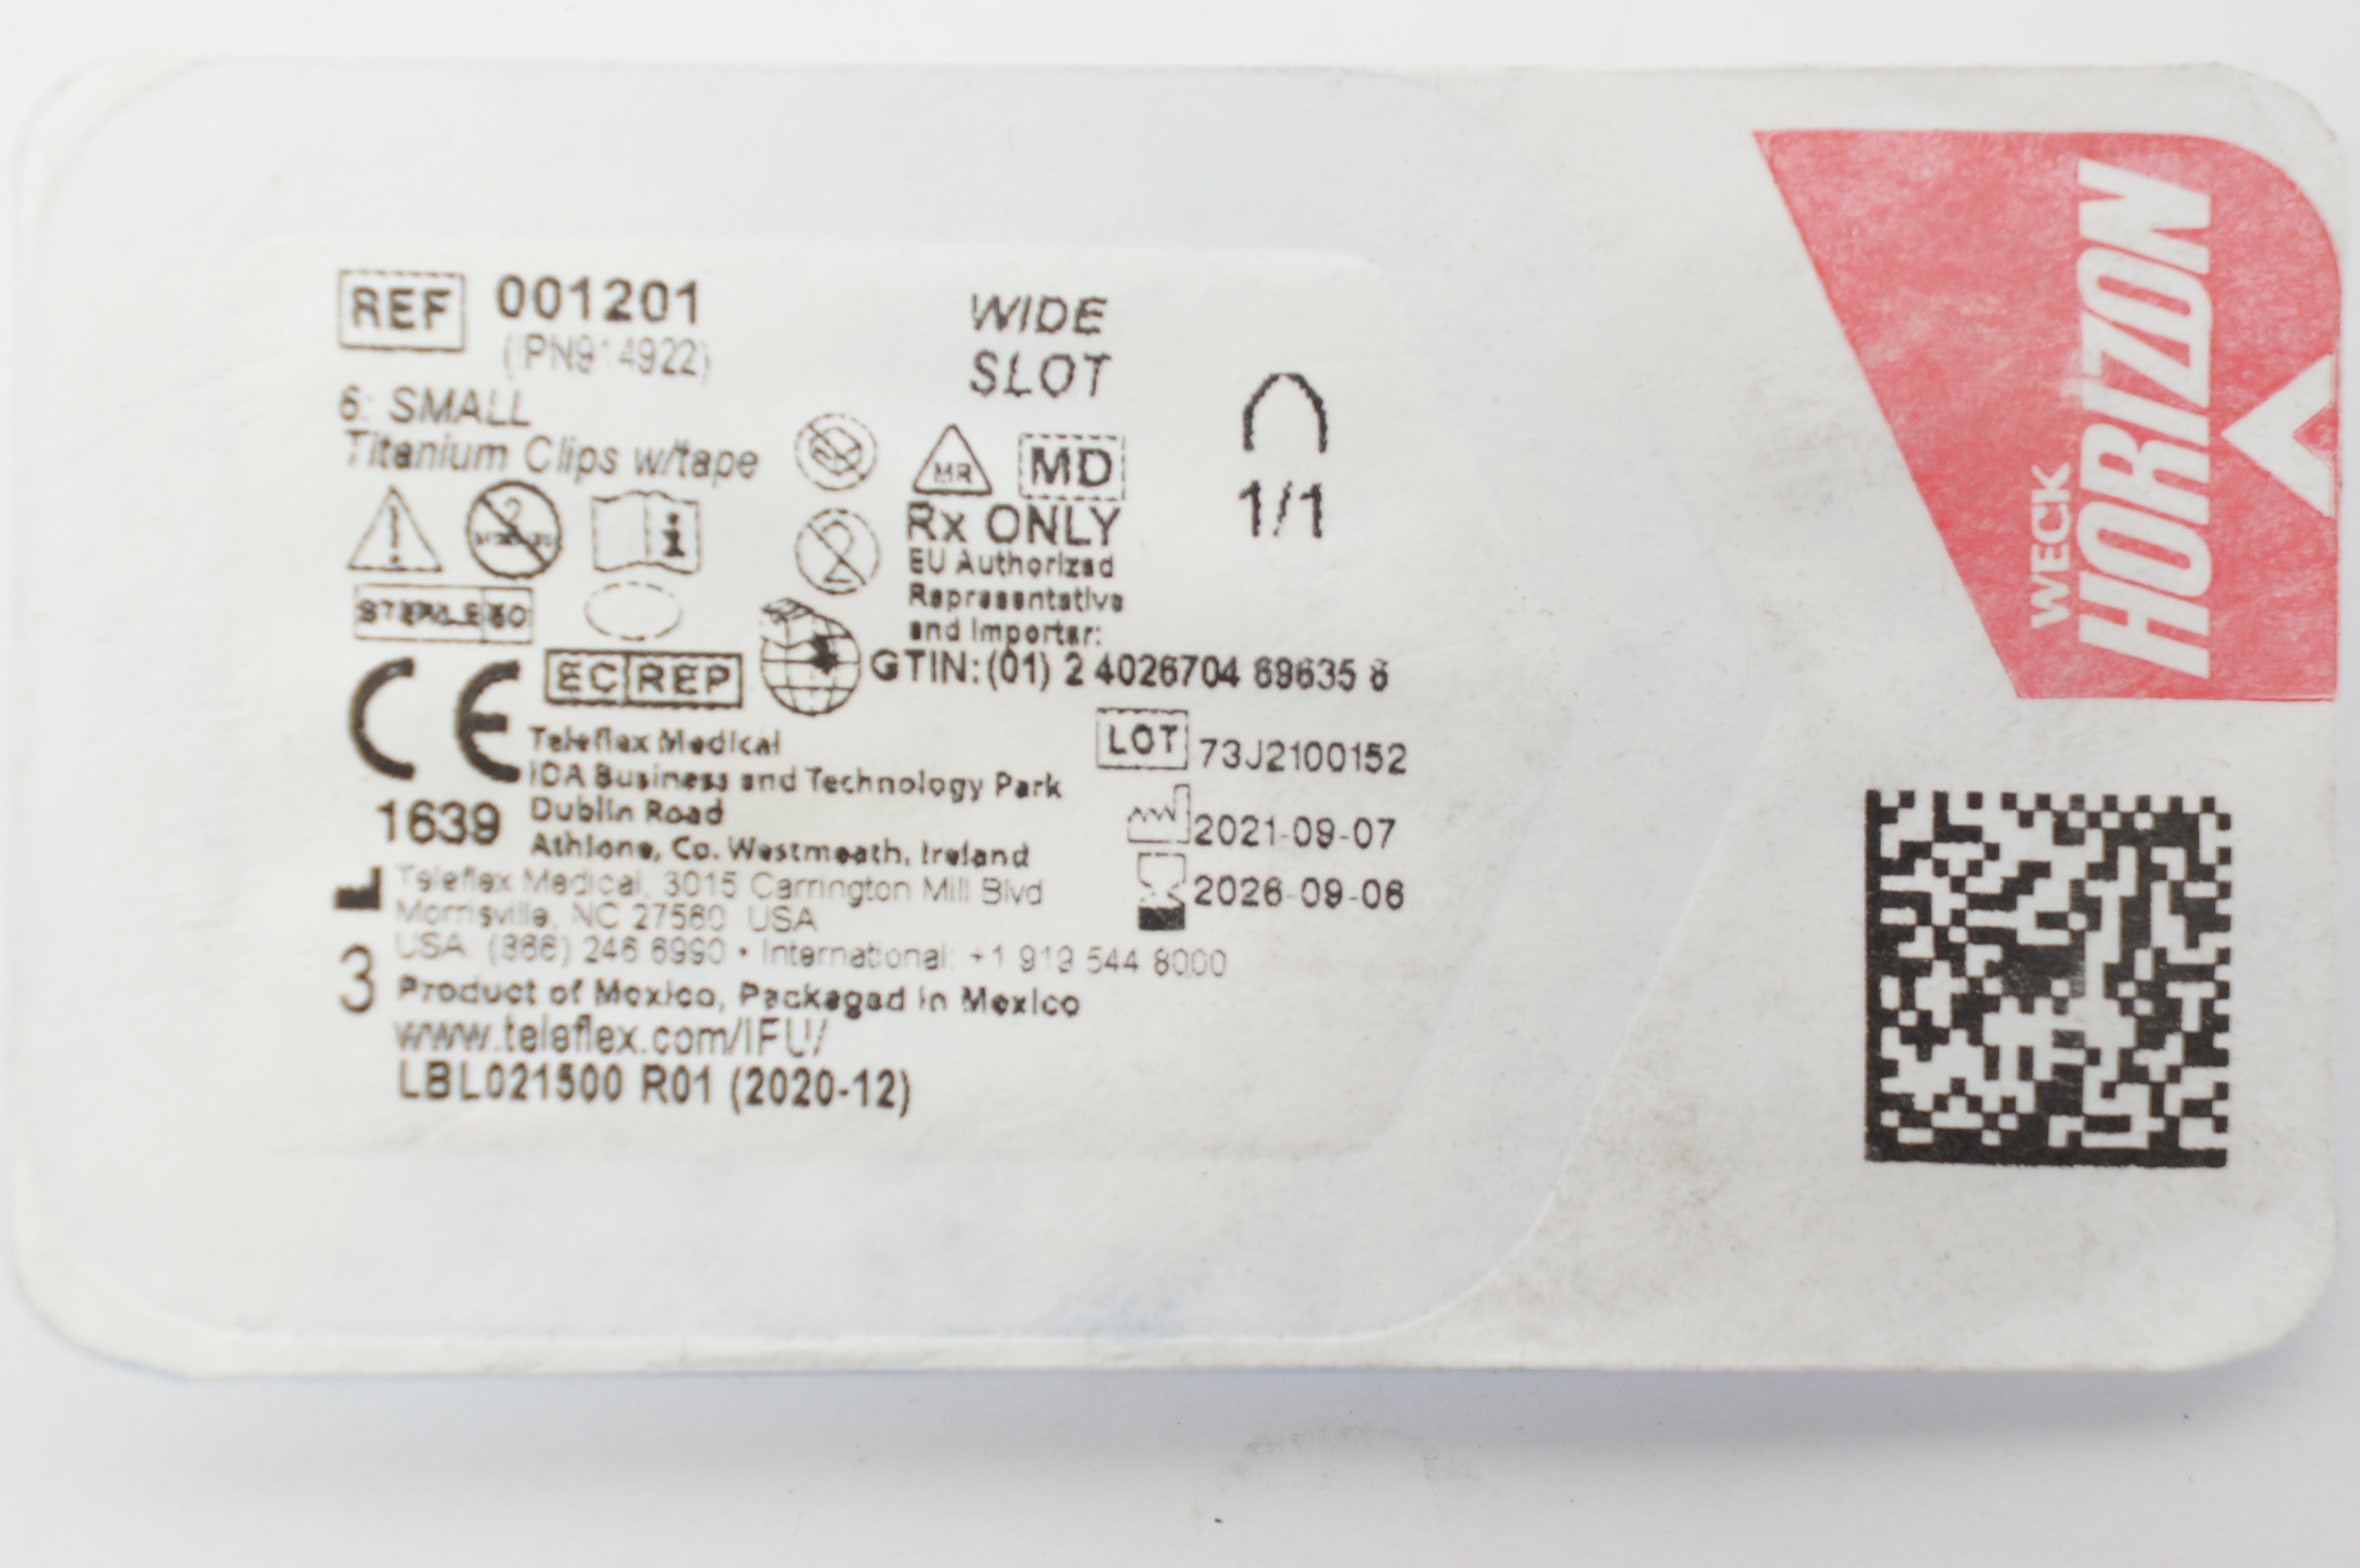 REF 001201
(IPN914922)
WIDE
SLOT
6: SMALL
Titanium Clips w/tape
MR MD
1/1
Rx ONLY
EU Authorized
Representative
and Importer:
EC REP
GTIN: (01) 2 4026704 69635 6
CE
1639
Teleflex Medical
IDA Business and Technology Park
Dublin Road
Athlone, Co. Westmeath, Ireland
LOT 73J2100152
2021-09-07
2026-09-06
Teleflex Medical, 3015 Carrington Mill Blvd
Morrisville, NC 27560 USA
USA: (866) 246 6990 • International: +1 919 544 8000
3
Product of Mexico, Packaged in Mexico
www.teleflex.com/IFU/
LBL021500 R01 (2020-12)
WECK
HORIZON